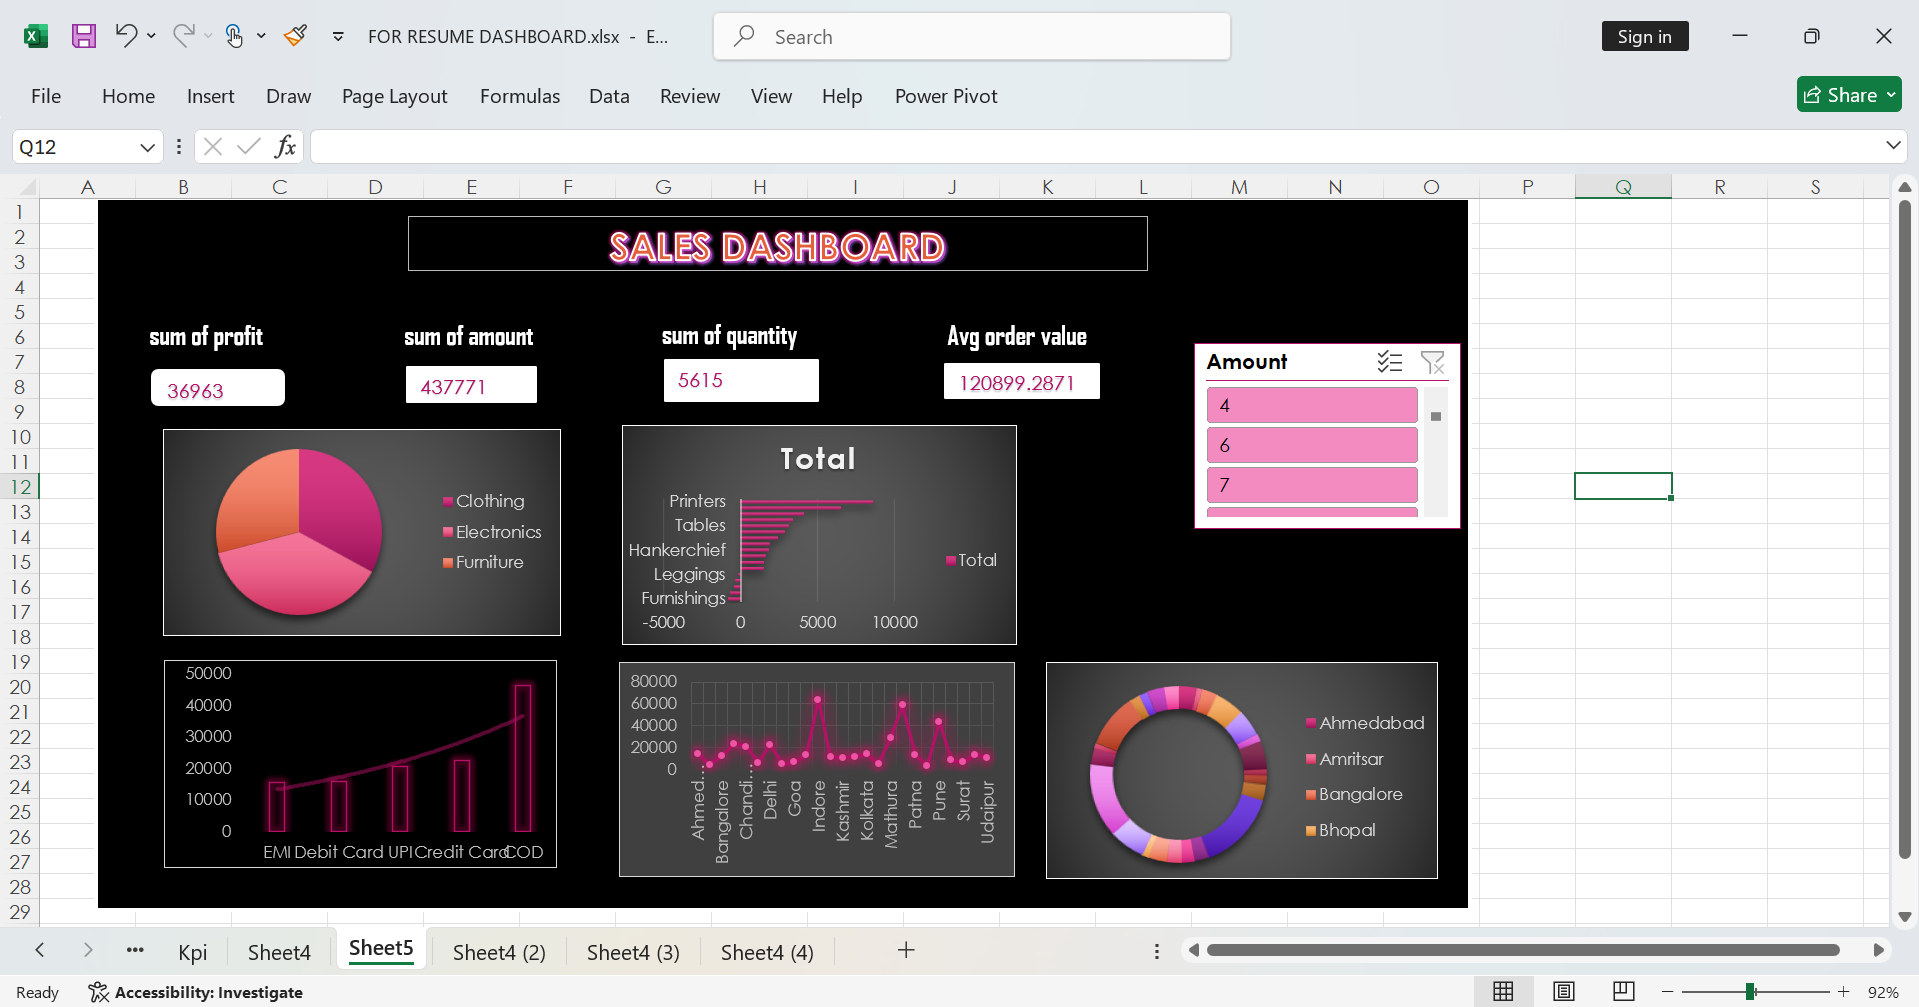 FOR RESUME DASHBOARD.xlsx - E...
Search
Sign in
File Home Insert Draw Page Layout Formulas Data Review View Help Power Pivot
Share
Q12
fx
A B C D E F G H I J K L M N O P Q R S
1
2
3
4
5
6
7
8
9
10
11
12
13
14
15
16
17
18
19
20
21
22
23
24
25
26
27
28
29
SALES DASHBOARD
sum of profit
36963
sum of amount
437771
sum of quantity
5615
Avg order value
120899.2871
Amount
4
6
7
Clothing
Electronics
Furniture
Total
Printers
Tables
Hankerchief
Leggings
Furnishings
-5000 0 5000 10000
Total
50000
40000
30000
20000
10000
0
EMI Debit Card UPI Credit Card COD
80000
60000
40000
20000
0
Ahmed...
Bangalore
Chandi...
Delhi
Goa
Indore
Kashmir
Kolkata
Mathura
Patna
Pune
Surat
Udaipur
Ahmedabad
Amritsar
Bangalore
Bhopal
... Kpi Sheet4 Sheet5 Sheet4 (2) Sheet4 (3) Sheet4 (4)
Ready Accessibility: Investigate 92%